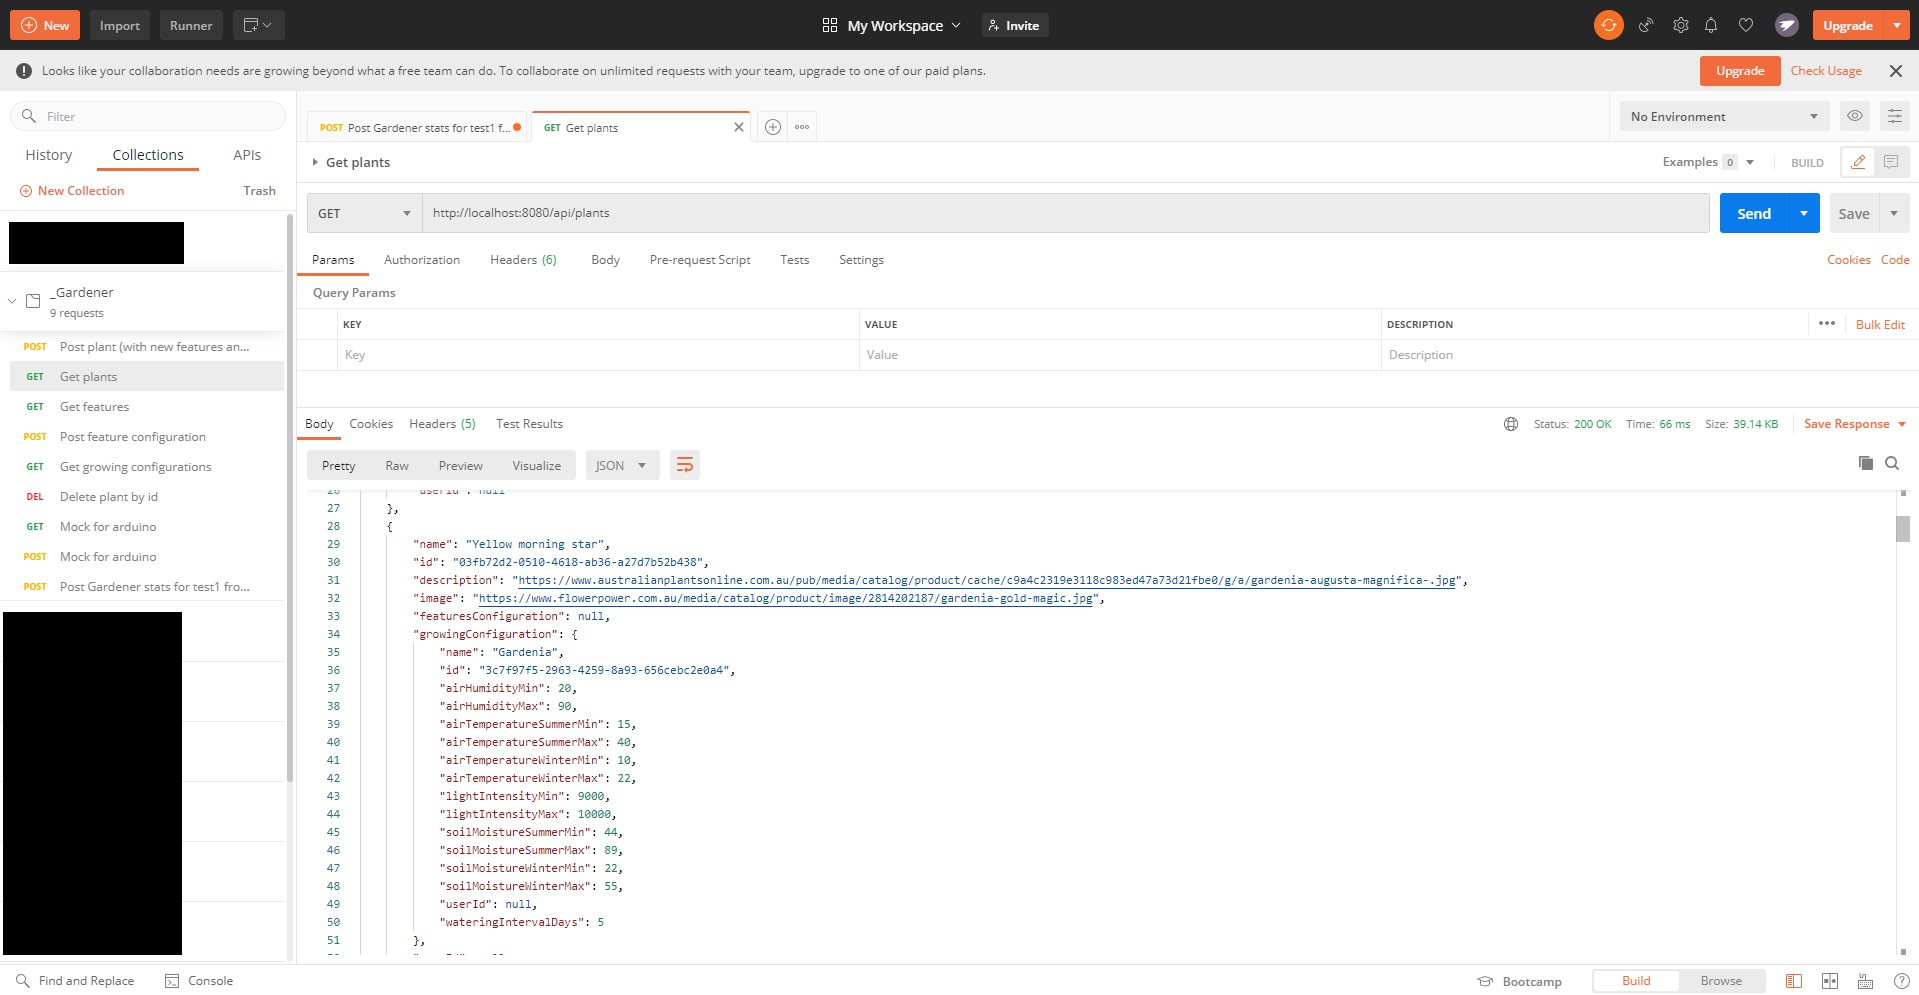 New Import Runner My Workspace Invite Upgrade
Looks like your collaboration needs are growing beyond what a free team can do. To collaborate on unlimited requests with your team, upgrade to one of our paid plans. Upgrade Check Usage
Filter
History Collections APIs
New Collection Trash
_Gardener
9 requests
POST Post plant (with new features an...
GET Get plants
GET Get features
POST Post feature configuration
GET Get growing configurations
DEL Delete plant by id
GET Mock for arduino
POST Mock for arduino
POST Post Gardener stats for test1 fro...
POST Post Gardener stats for test1 f... GET Get plants No Environment
Get plants Examples 0 BUILD
GET http://localhost:8080/api/plants Send Save
Params Authorization Headers (6) Body Pre-request Script Tests Settings Cookies Code
Query Params
KEY VALUE DESCRIPTION Bulk Edit
Key Value Description
Body Cookies Headers (5) Test Results Status: 200 OK Time: 66 ms Size: 39.14 KB Save Response
Pretty Raw Preview Visualize JSON
26 "userId": null
27 },
28 {
29 "name": "Yellow morning star",
30 "id": "03fb72d2-0510-4618-ab36-a27d7b52b438",
31 "description": "https://www.australianplantsonline.com.au/pub/media/catalog/product/cache/c9a4c2319e3118c983ed47a73d21fbe0/g/a/gardenia-augusta-magnifica-.jpg",
32 "image": "https://www.flowerpower.com.au/media/catalog/product/image/2814202187/gardenia-gold-magic.jpg",
33 "featuresConfiguration": null,
34 "growingConfiguration": {
35 "name": "Gardenia",
36 "id": "3c7f97f5-2963-4259-8a93-656cebc2e0a4",
37 "airHumidityMin": 20,
38 "airHumidityMax": 90,
39 "airTemperatureSummerMin": 15,
40 "airTemperatureSummerMax": 40,
41 "airTemperatureWinterMin": 10,
42 "airTemperatureWinterMax": 22,
43 "lightIntensityMin": 9000,
44 "lightIntensityMax": 10000,
45 "soilMoistureSummerMin": 44,
46 "soilMoistureSummerMax": 89,
47 "soilMoistureWinterMin": 22,
48 "soilMoistureWinterMax": 55,
49 "userId": null,
50 "wateringIntervalDays": 5
51 },
Find and Replace Console Bootcamp Build Browse